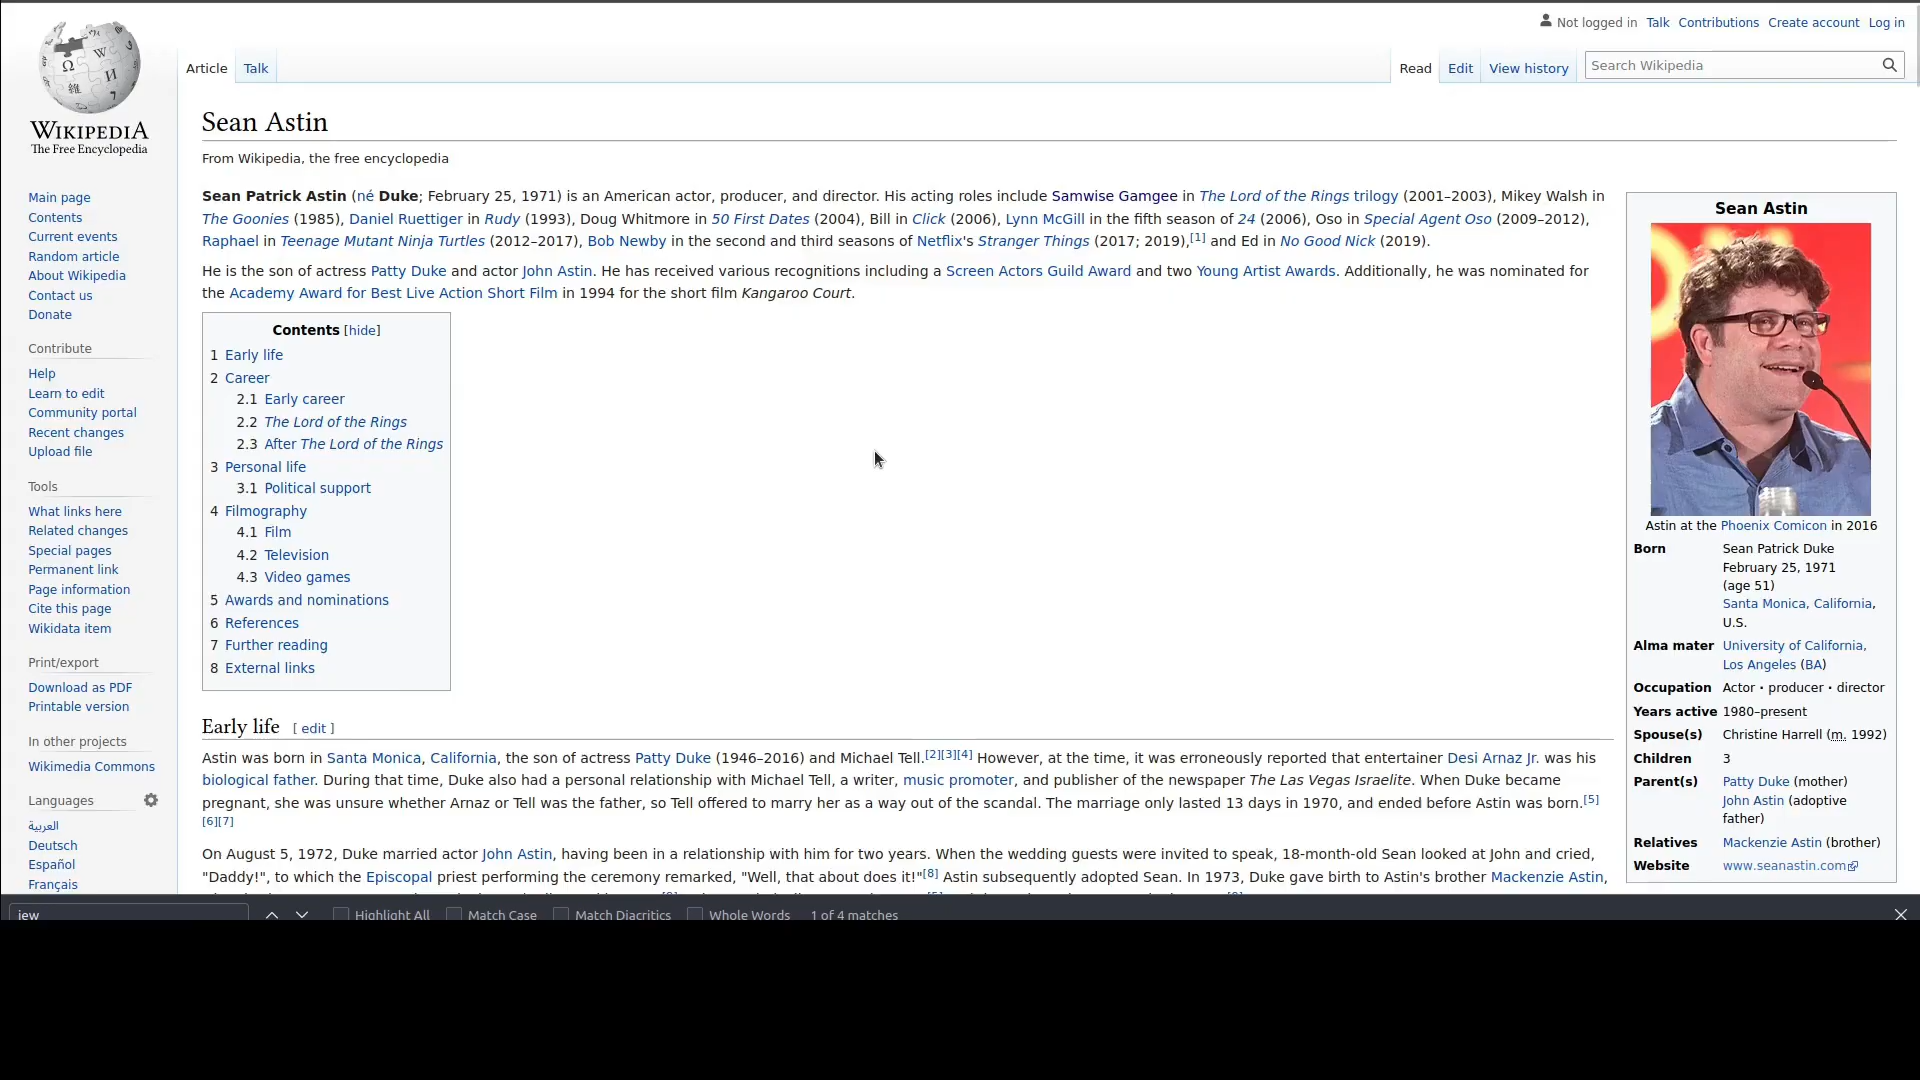 Not logged in Talk Contributions Create account Log in
Article Talk Read Edit View history Search Wikipedia
WIKIPEDIA
The Free Encyclopedia
Main page
Contents
Current events
Random article
About Wikipedia
Contact us
Donate
Contribute
Help
Learn to edit
Community portal
Recent changes
Upload file
Tools
What links here
Related changes
Special pages
Permanent link
Page information
Cite this page
Wikidata item
Print/export
Download as PDF
Printable version
In other projects
Wikimedia Commons
Languages
العربية
Deutsch
Español
Français
Sean Astin
From Wikipedia, the free encyclopedia
Sean Patrick Astin (né Duke; February 25, 1971) is an American actor, producer, and director. His acting roles include Samwise Gamgee in The Lord of the Rings trilogy (2001–2003), Mikey Walsh in
The Goonies (1985), Daniel Ruettiger in Rudy (1993), Doug Whitmore in 50 First Dates (2004), Bill in Click (2006), Lynn McGill in the fifth season of 24 (2006), Oso in Special Agent Oso (2009–2012),
Raphael in Teenage Mutant Ninja Turtles (2012–2017), Bob Newby in the second and third seasons of Netflix's Stranger Things (2017; 2019),[1] and Ed in No Good Nick (2019).
He is the son of actress Patty Duke and actor John Astin. He has received various recognitions including a Screen Actors Guild Award and two Young Artist Awards. Additionally, he was nominated for
the Academy Award for Best Live Action Short Film in 1994 for the short film Kangaroo Court.
Contents [hide]
1 Early life
2 Career
2.1 Early career
2.2 The Lord of the Rings
2.3 After The Lord of the Rings
3 Personal life
3.1 Political support
4 Filmography
4.1 Film
4.2 Television
4.3 Video games
5 Awards and nominations
6 References
7 Further reading
8 External links
Early life [ edit ]
Astin was born in Santa Monica, California, the son of actress Patty Duke (1946–2016) and Michael Tell.[2][3][4] However, at the time, it was erroneously reported that entertainer Desi Arnaz Jr. was his
biological father. During that time, Duke also had a personal relationship with Michael Tell, a writer, music promoter, and publisher of the newspaper The Las Vegas Israelite. When Duke became
pregnant, she was unsure whether Arnaz or Tell was the father, so Tell offered to marry her as a way out of the scandal. The marriage only lasted 13 days in 1970, and ended before Astin was born.[5]
[6][7]
On August 5, 1972, Duke married actor John Astin, having been in a relationship with him for two years. When the wedding guests were invited to speak, 18-month-old Sean looked at John and cried,
"Daddy!", to which the Episcopal priest performing the ceremony remarked, "Well, that about does it!"[8] Astin subsequently adopted Sean. In 1973, Duke gave birth to Astin's brother Mackenzie Astin,
Sean Astin
Astin at the Phoenix Comicon in 2016
Born Sean Patrick Duke
February 25, 1971
(age 51)
Santa Monica, California,
U.S.
Alma mater University of California,
Los Angeles (BA)
Occupation Actor · producer · director
Years active 1980–present
Spouse(s) Christine Harrell (m. 1992)
Children 3
Parent(s) Patty Duke (mother)
John Astin (adoptive
father)
Relatives Mackenzie Astin (brother)
Website www.seanastin.com
jew Highlight All Match Case Match Diacritics Whole Words 1 of 4 matches